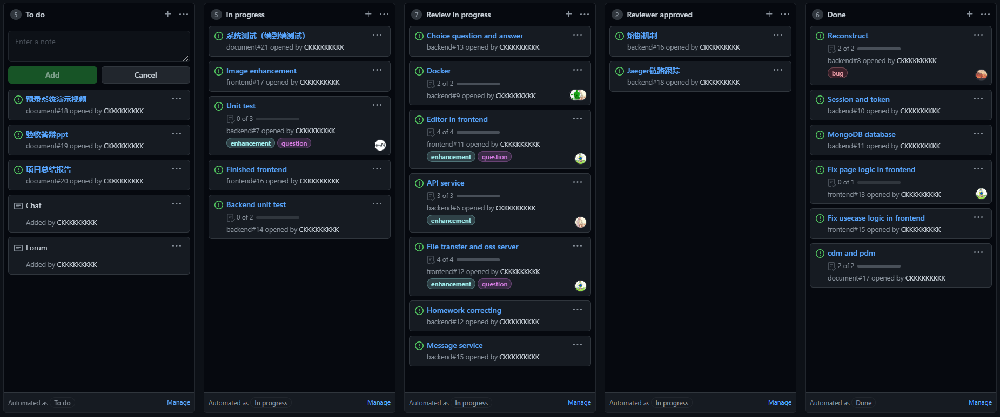 5 To do
Enter a note
Add Cancel
预录系统演示视频
document#18 opened by CKKKKKKKKK
验收答辩ppt
document#19 opened by CKKKKKKKKK
项目总结报告
document#20 opened by CKKKKKKKKK
Chat
Added by CKKKKKKKKK
Forum
Added by CKKKKKKKKK
Automated as To do Manage
5 In progress
系统测试（端到端测试）
document#21 opened by CKKKKKKKKK
Image enhancement
frontend#17 opened by CKKKKKKKKK
Unit test
0 of 3
backend#7 opened by CKKKKKKKKK
enhancement question
Finished frontend
frontend#16 opened by CKKKKKKKKK
Backend unit test
0 of 2
backend#14 opened by CKKKKKKKKK
Automated as In progress Manage
7 Review in progress
Choice question and answer
backend#13 opened by CKKKKKKKKK
Docker
2 of 2
backend#9 opened by CKKKKKKKKK
Editor in frontend
4 of 4
frontend#11 opened by CKKKKKKKKK
enhancement question
API service
3 of 3
backend#6 opened by CKKKKKKKKK
enhancement
File transfer and oss server
4 of 4
frontend#12 opened by CKKKKKKKKK
enhancement question
Homework correcting
backend#12 opened by CKKKKKKKKK
Message service
backend#15 opened by CKKKKKKKKK
Automated as In progress Manage
2 Reviewer approved
熔断机制
backend#16 opened by CKKKKKKKKK
Jaeger链路跟踪
backend#18 opened by CKKKKKKKKK
Automated as In progress Manage
6 Done
Reconstruct
2 of 2
backend#8 opened by CKKKKKKKKK
bug
Session and token
backend#10 opened by CKKKKKKKKK
MongoDB database
backend#11 opened by CKKKKKKKKK
Fix page logic in frontend
0 of 1
frontend#13 opened by CKKKKKKKKK
Fix usecase logic in frontend
frontend#15 opened by CKKKKKKKKK
cdm and pdm
2 of 2
document#17 opened by CKKKKKKKKK
Automated as Done Manage